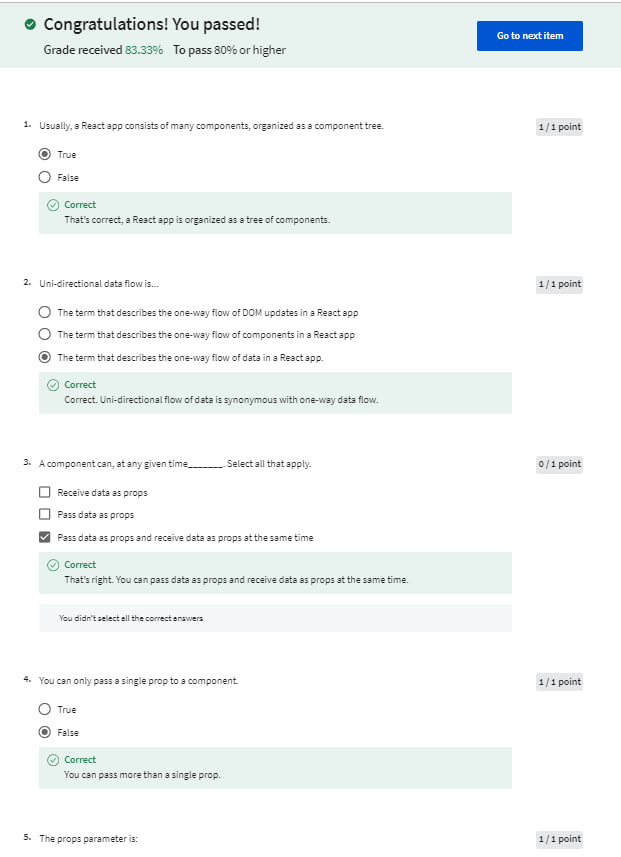 Congratulations! You passed!
Grade received 83.33% To pass 80% or higher
Go to next item
1. Usually, a React app consists of many components, organized as a component tree.
1 / 1 point
True
False
Correct
That's correct, a React app is organized as a tree of components.
2. Uni-directional data flow is...
1 / 1 point
The term that describes the one-way flow of DOM updates in a React app
The term that describes the one-way flow of components in a React app
The term that describes the one-way flow of data in a React app.
Correct
Correct. Uni-directional flow of data is synonymous with one-way data flow.
3. A component can, at any given time_______. Select all that apply.
0 / 1 point
Receive data as props
Pass data as props
Pass data as props and receive data as props at the same time
Correct
That's right. You can pass data as props and receive data as props at the same time.
You didn't select all the correct answers
4. You can only pass a single prop to a component.
1 / 1 point
True
False
Correct
You can pass more than a single prop.
5. The props parameter is:
1 / 1 point